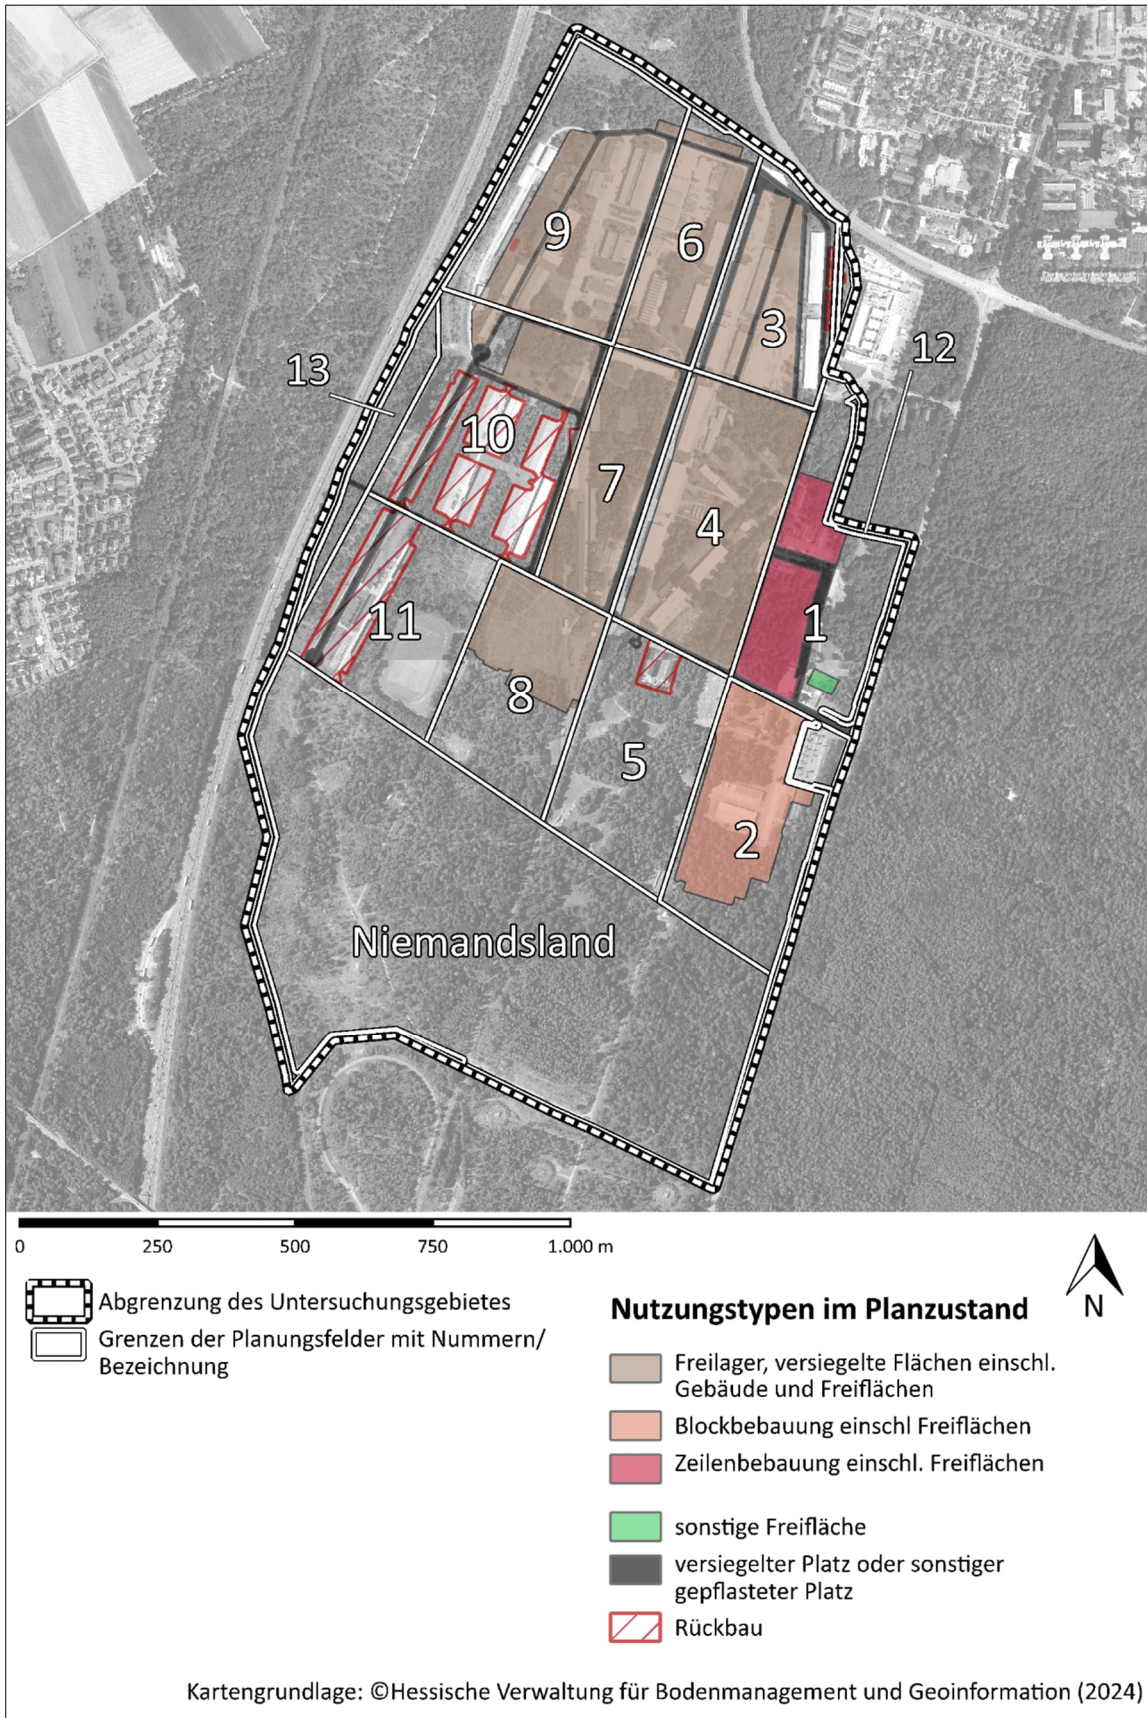 9
6
3
12
13
10
7
4
11
1
8
5
2
Niemandsland
0 250 500 750 1.000 m
N
Abgrenzung des Untersuchungsgebietes
Grenzen der Planungsfelder mit Nummern/
Bezeichnung
Nutzungstypen im Planzustand
Freilager, versiegelte Flächen einschl.
Gebäude und Freiflächen
Blockbebauung einschl Freiflächen
Zeilenbebauung einschl. Freiflächen
sonstige Freifläche
versiegelter Platz oder sonstiger
gepflasteter Platz
Rückbau
Kartengrundlage: ©Hessische Verwaltung für Bodenmanagement und Geoinformation (2024)